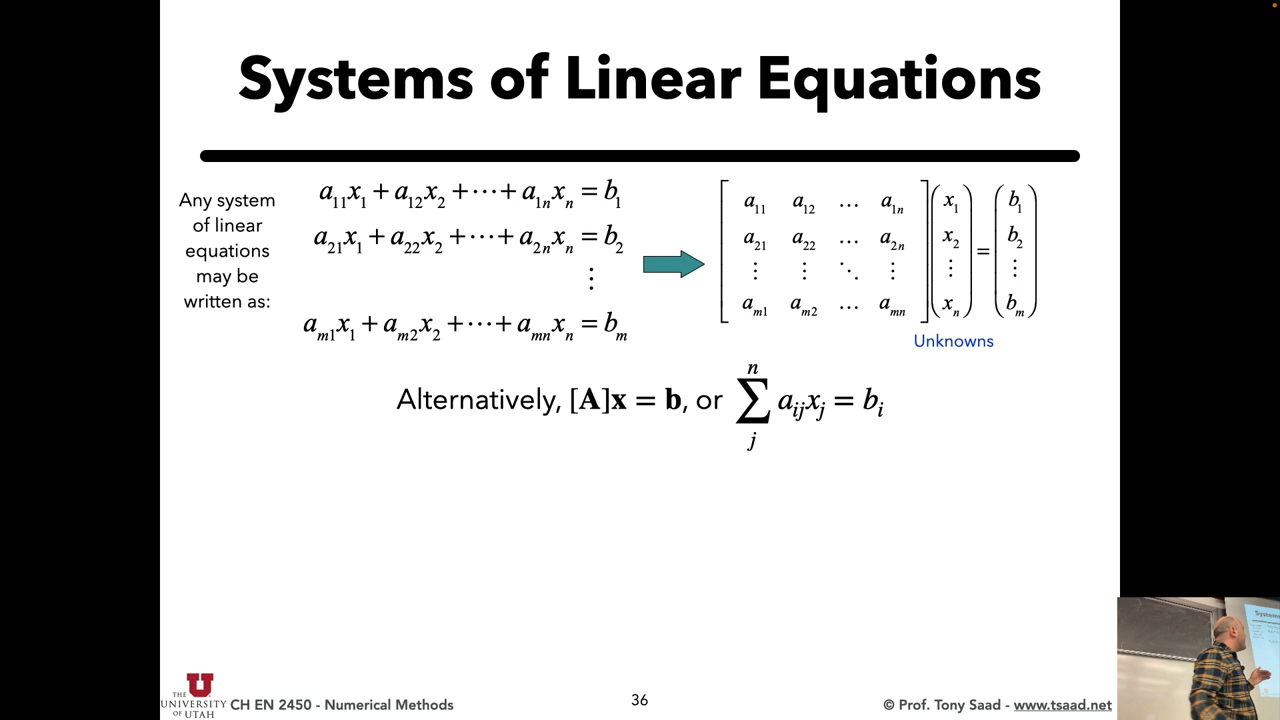 Systems of Linear Equations
Any system
of linear
equations
may be
written as:
a₁₁x₁ + a₁₂x₂ + ⋯ + a₁ₙxₙ = b₁
a₂₁x₁ + a₂₂x₂ + ⋯ + a₂ₙxₙ = b₂
⋮
aₘ₁x₁ + aₘ₂x₂ + ⋯ + aₘₙxₙ = bₘ
[ a₁₁ a₁₂ … a₁ₙ ] ( x₁ ) = ( b₁ )
[ a₂₁ a₂₂ … a₂ₙ ] ( x₂ ) ( b₂ )
[ ⋮ ⋮ ⋱ ⋮ ] ( ⋮ ) ( ⋮ )
[ aₘ₁ aₘ₂ … aₘₙ ] ( xₙ ) ( bₘ )
Unknowns
Alternatively, [A]x = b, or ∑ⱼⁿ aᵢⱼxⱼ = bᵢ
THE
UNIVERSITY
OF UTAH
CH EN 2450 - Numerical Methods
36
© Prof. Tony Saad - www.tsaad.net
Systems